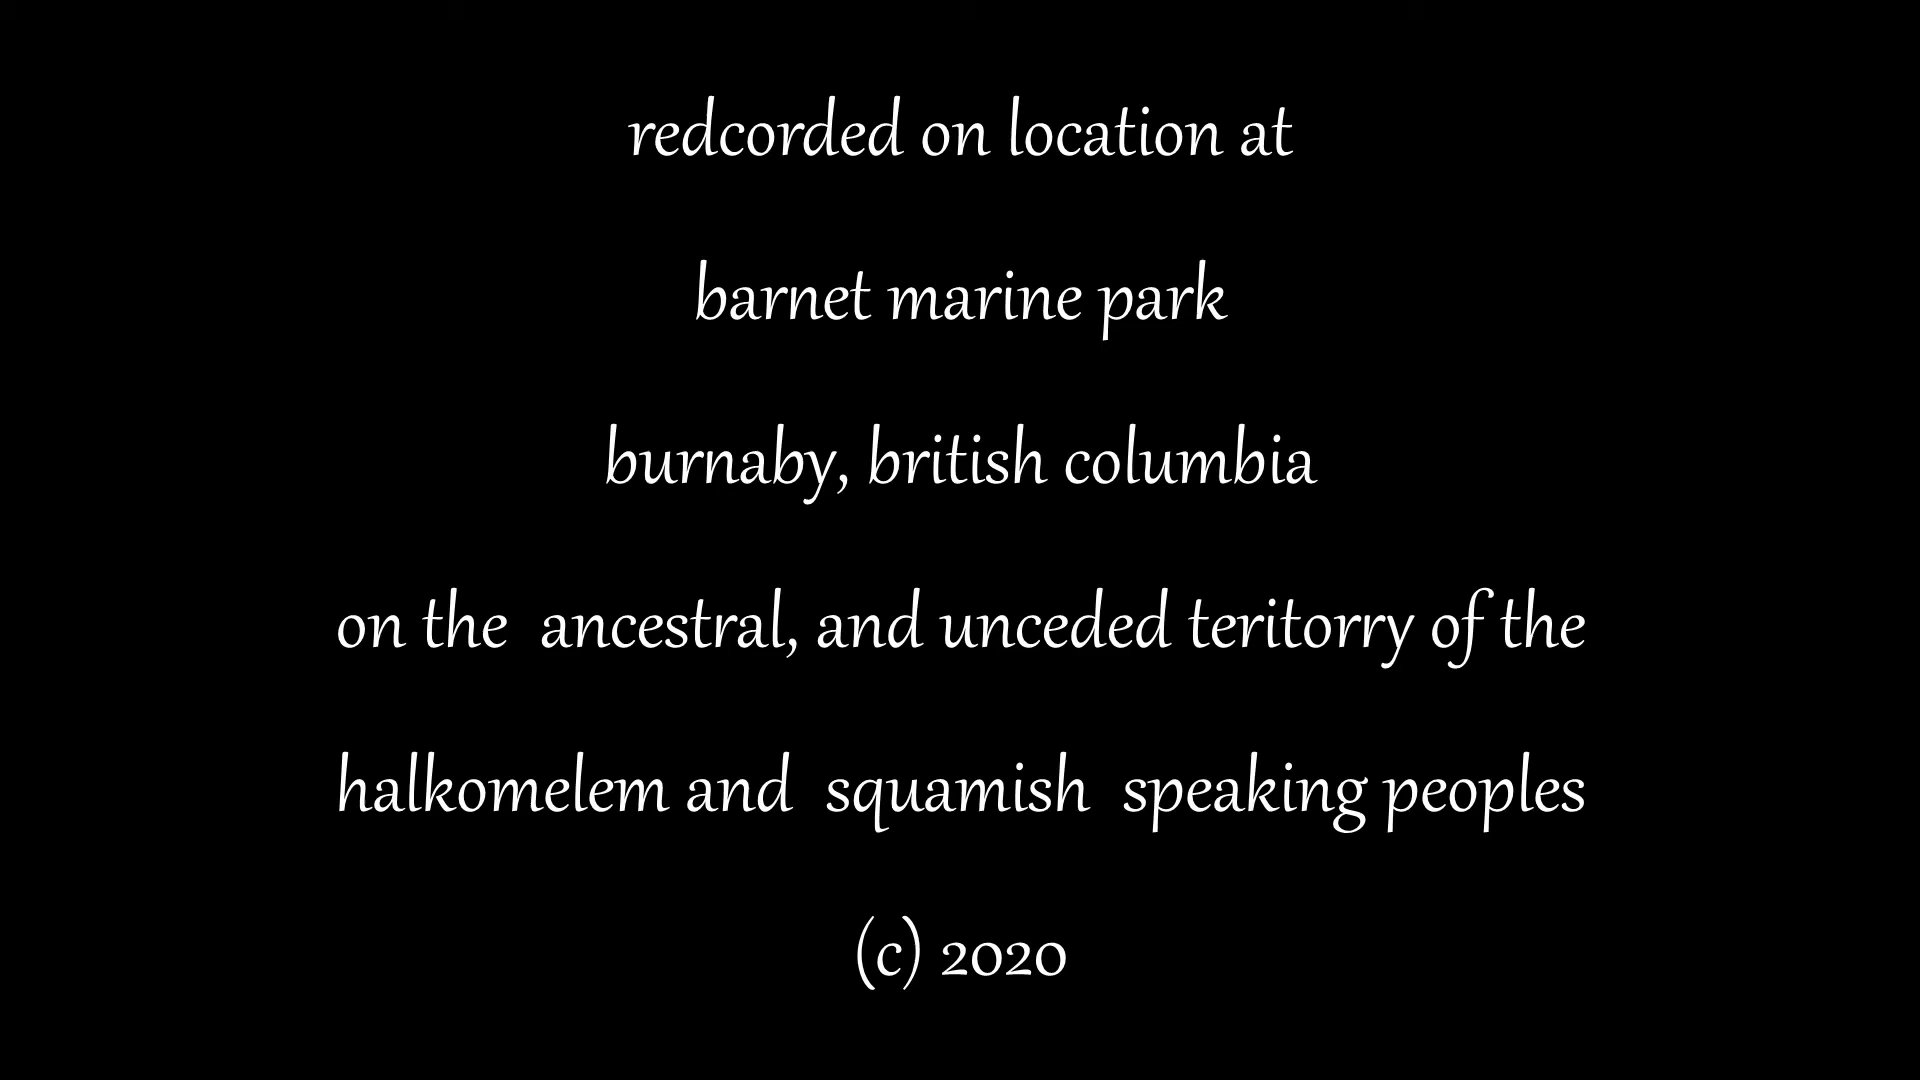 redcorded on location at
barnet marine park
burnaby, british columbia
on the  ancestral, and unceded teritorry of the
halkomelem and  squamish  speaking peoples
(c) 2020